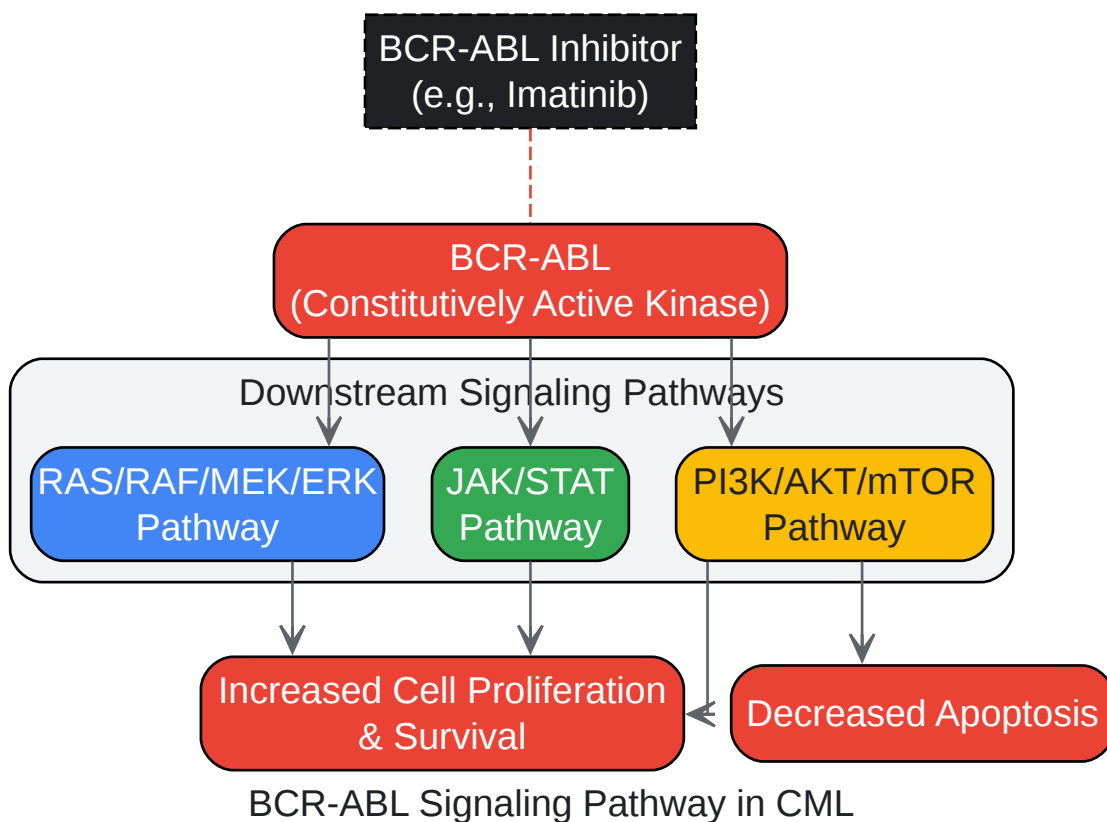 BCR-ABL Inhibitor
(e.g., Imatinib)
BCR-ABL
(Constitutively Active Kinase)
Downstream Signaling Pathways
RAS/RAF/MEK/ERK
Pathway
JAK/STAT
Pathway
PI3K/AKT/mTOR
Pathway
Increased Cell Proliferation
& Survival
Decreased Apoptosis
BCR-ABL Signaling Pathway in CML